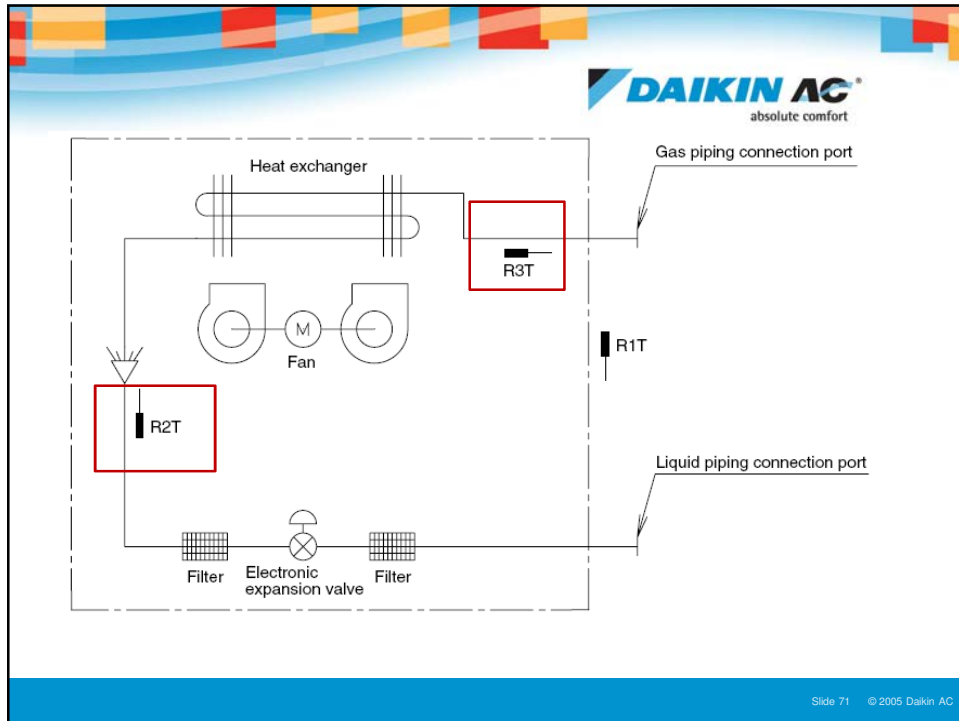 DAIKIN AC®
absolute comfort
Gas piping connection port
Heat exchanger
R3T
M
Fan
R1T
R2T
Liquid piping connection port
Filter
Electronic
expansion valve
Filter
Slide 71 © 2005 Daikin AC